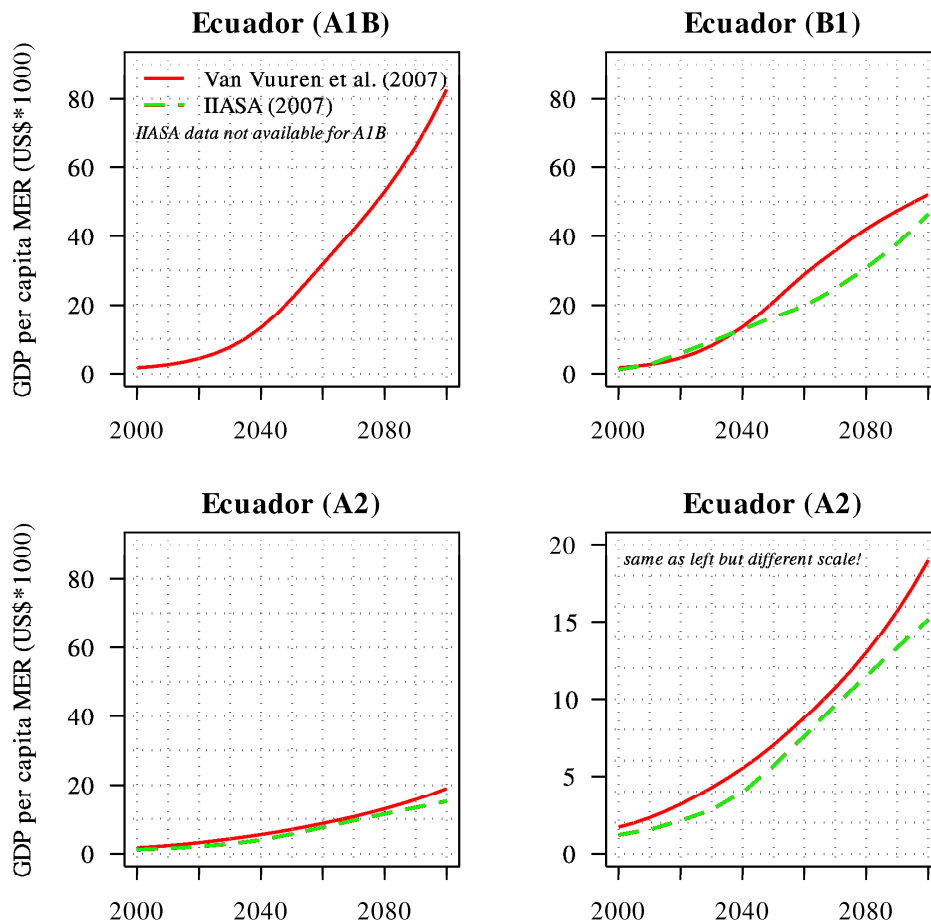 Ecuador (A1B)
GDP per capita MER (US$*1000)
80
60
40
20
0
Van Vuuren et al. (2007)
IIASA (2007)
IIASA data not available for A1B
2000 2040 2080
Ecuador (B1)
80
60
40
20
0
2000 2040 2080
Ecuador (A2)
GDP per capita MER (US$*1000)
80
60
40
20
0
2000 2040 2080
Ecuador (A2)
same as left but different scale!
20
15
10
5
0
2000 2040 2080